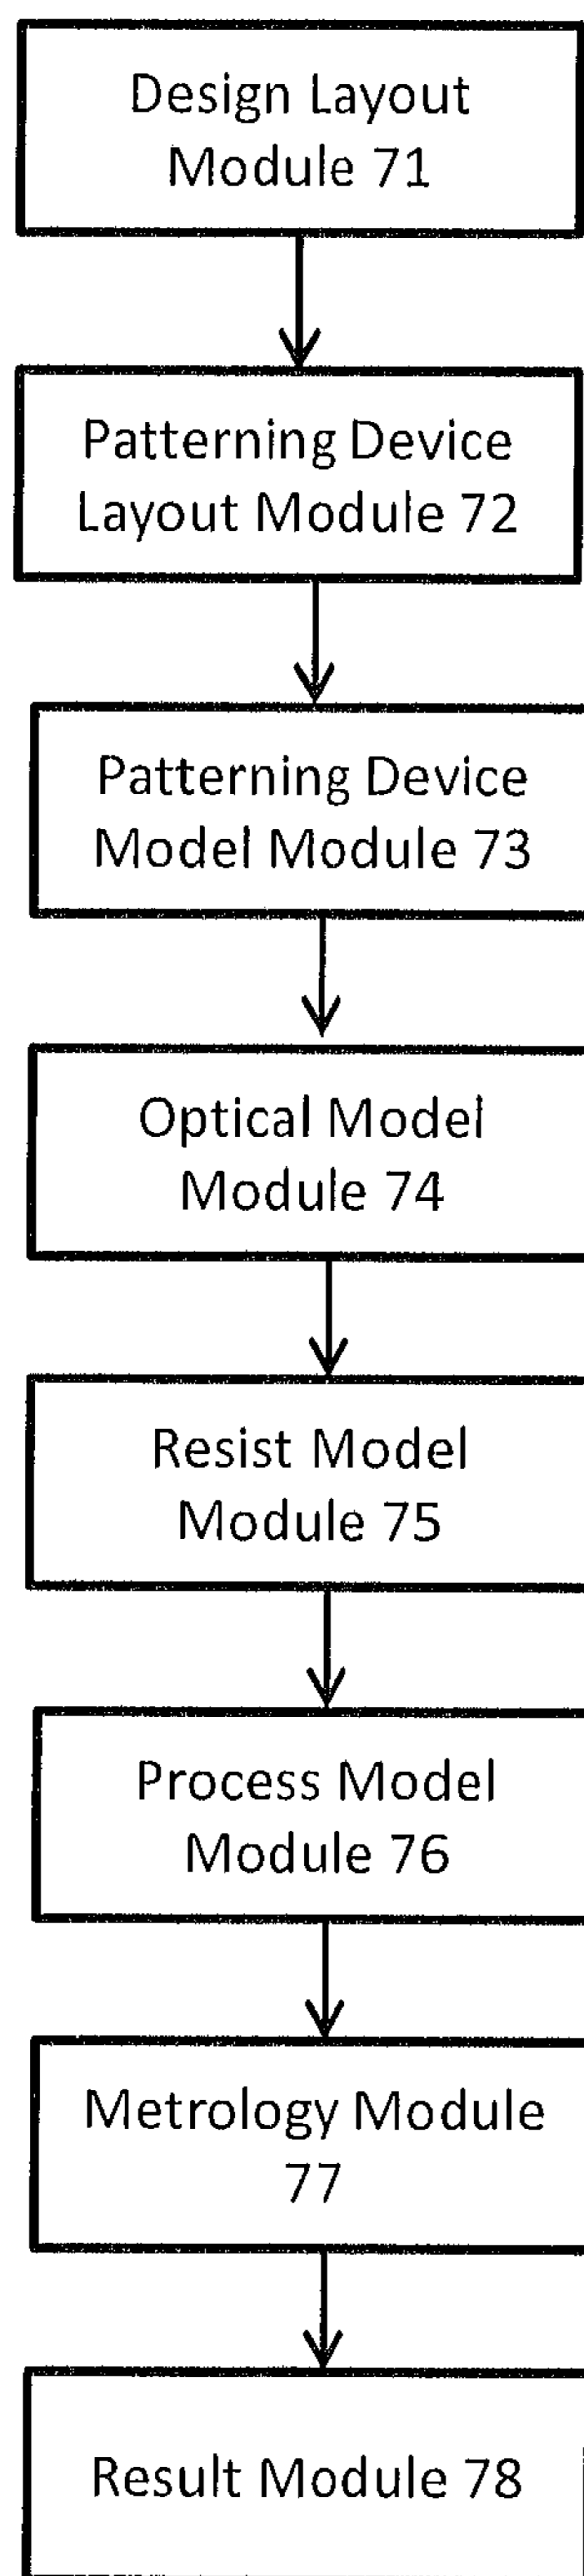 Design Layout
Module 71
Patterning Device
Layout Module 72
Patterning Device
Model Module 73
Optical Model
Module 74
Resist Model
Module 75
Process Model
Module 76
Metrology Module
77
Result Module 78